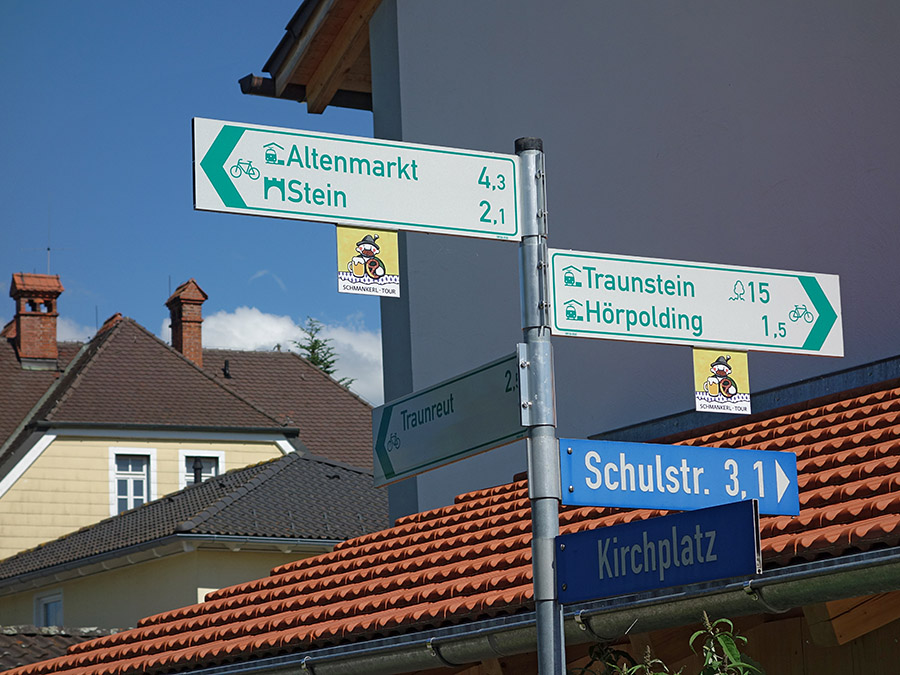 Altenmarkt 4,3
Stein 2,1
SCHMANKERL-TOUR
Traunstein 15
Hörpolding 1,5
SCHMANKERL-TOUR
Traunreut
Schulstr. 3,1
Kirchplatz